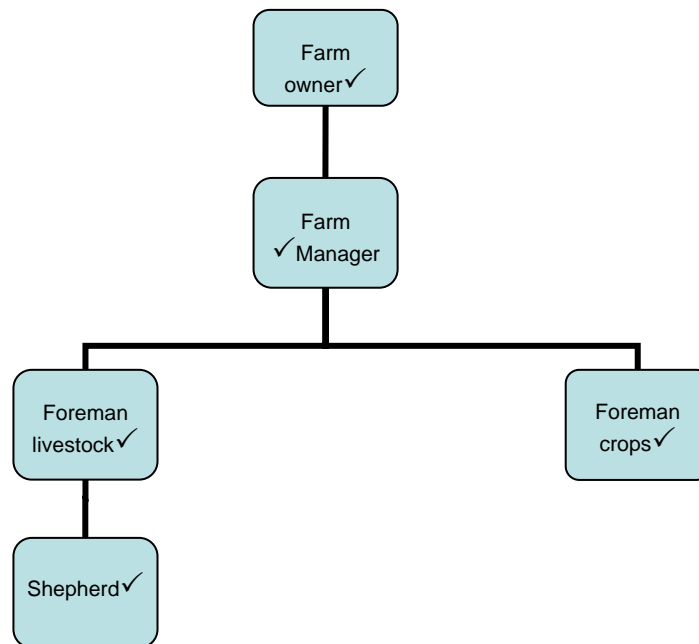 Farm
owner✓
Farm
✓Manager
Foreman
livestock✓
Foreman
crops✓
Shepherd✓